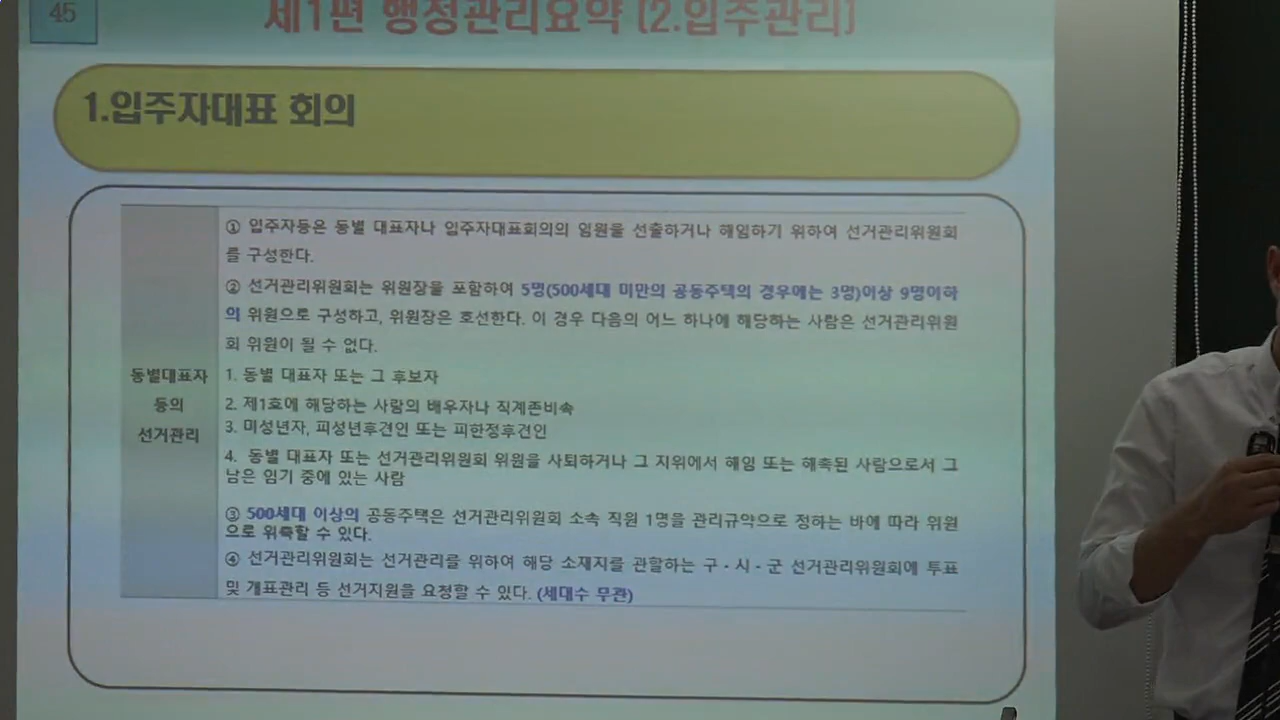 45
제1편 행정관리요약 (2.입주관리)
1.입주자대표 회의
동별대표자
등의
선거관리
① 입주자등은 동별 대표자나 입주자대표회의의 임원을 선출하거나 해임하기 위하여 선거관리위원회
를 구성한다.
② 선거관리위원회는 위원장을 포함하여 5명(500세대 미만의 공동주택의 경우에는 3명)이상 9명이하
의 위원으로 구성하고, 위원장은 호선한다. 이 경우 다음의 어느 하나에 해당하는 사람은 선거관리위원
회 위원이 될 수 없다.
1. 동별 대표자 또는 그 후보자
2. 제1호에 해당하는 사람의 배우자나 직계존비속
3. 미성년자, 피성년후견인 또는 피한정후견인
4. 동별 대표자 또는 선거관리위원회 위원을 사퇴하거나 그 지위에서 해임 또는 해촉된 사람으로서 그
남은 임기 중에 있는 사람
③ 500세대 이상의 공동주택은 선거관리위원회 소속 직원 1명을 관리규약으로 정하는 바에 따라 위원
으로 위촉할 수 있다.
④ 선거관리위원회는 선거관리를 위하여 해당 소재지를 관할하는 구 - 시 - 군 선거관리위원회에 투표
및 개표관리 등 선거지원을 요청할 수 있다. (세대수 무관)